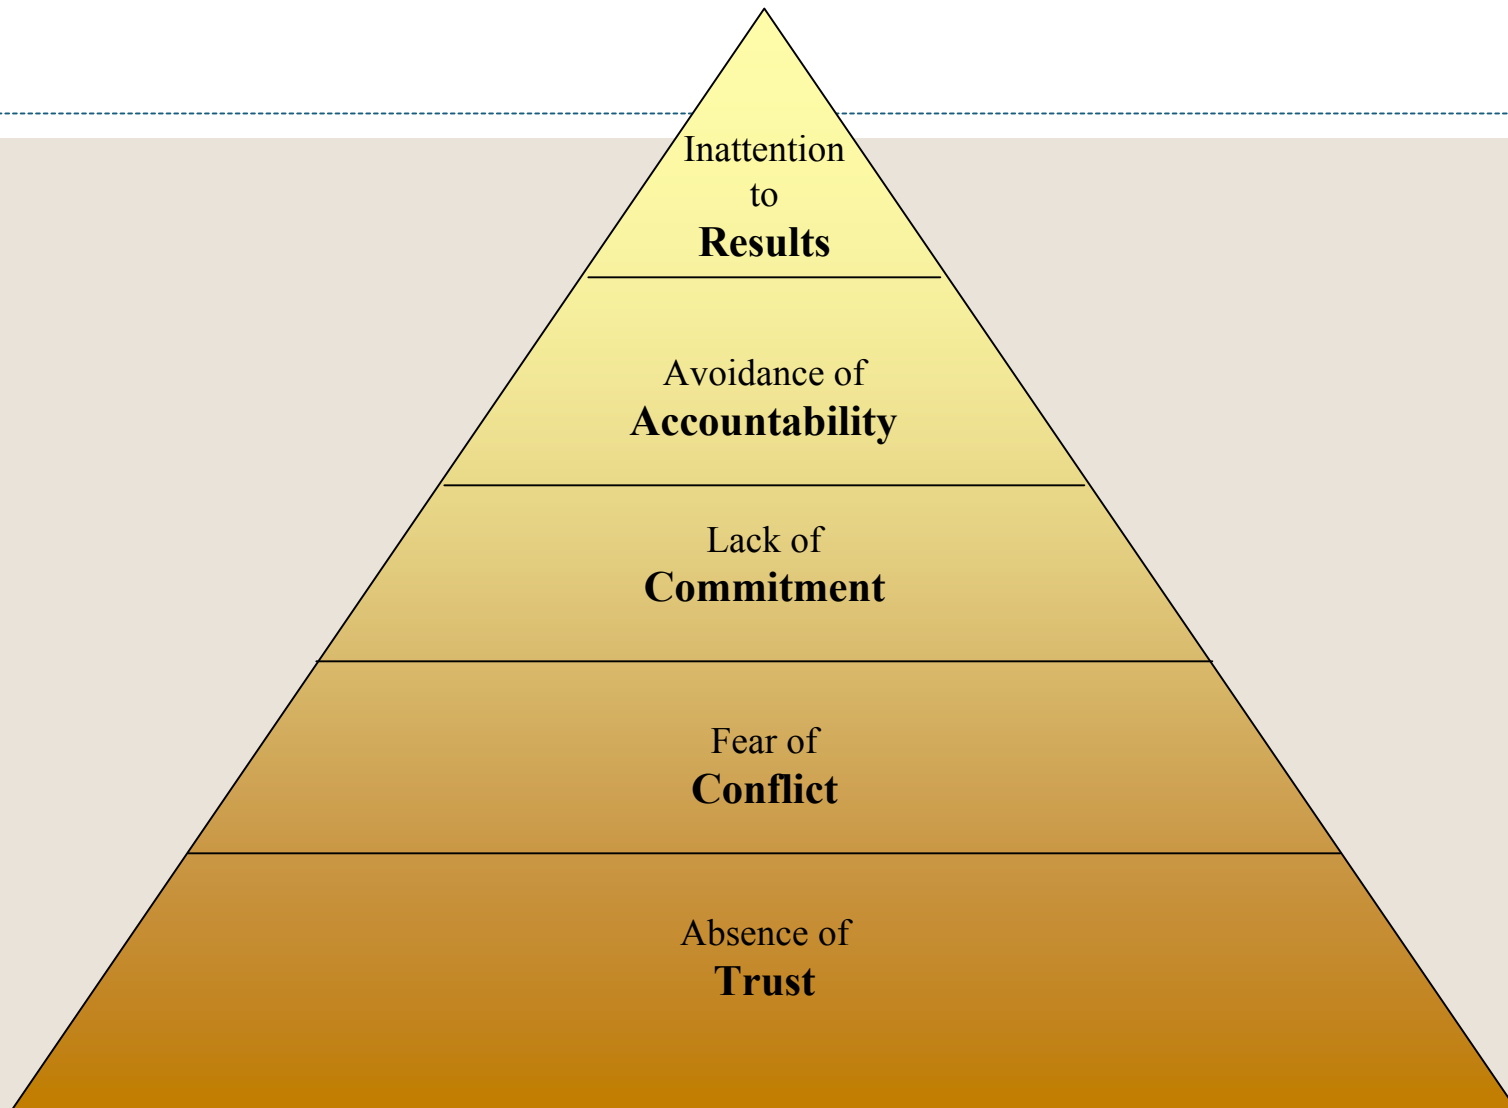 Inattention
to
Results
Avoidance of
Accountability
Lack of
Commitment
Fear of
Conflict
Absence of
Trust